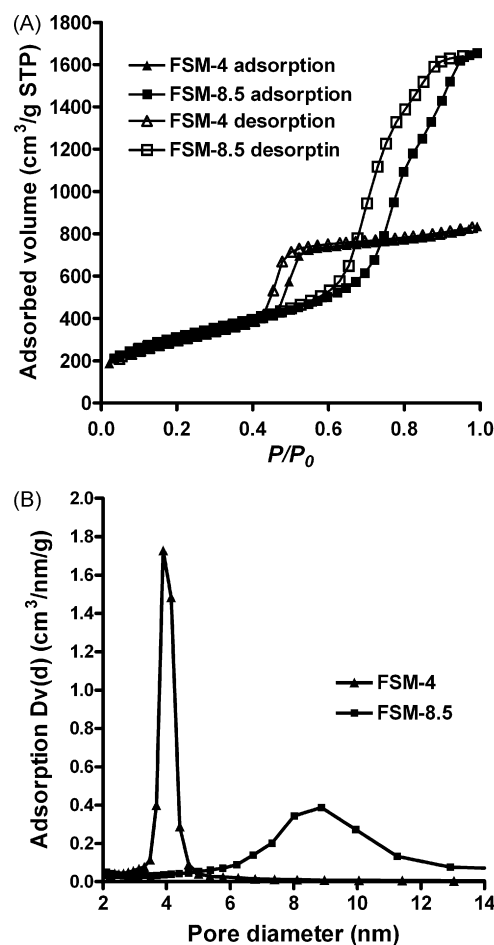 (A)
Adsorbed volume (cm³/g STP)
1800
1600
1400
1200
1000
800
600
400
200
0
FSM-4 adsorption
FSM-8.5 adsorption
FSM-4 desorption
FSM-8.5 desorptin
0.0 0.2 0.4 0.6 0.8 1.0
P/P₀
(B)
Adsorption Dv(d) (cm³/nm/g)
2.0
1.8
1.6
1.4
1.2
1.0
0.8
0.6
0.4
0.2
0.0
FSM-4
FSM-8.5
2 4 6 8 10 12 14
Pore diameter (nm)